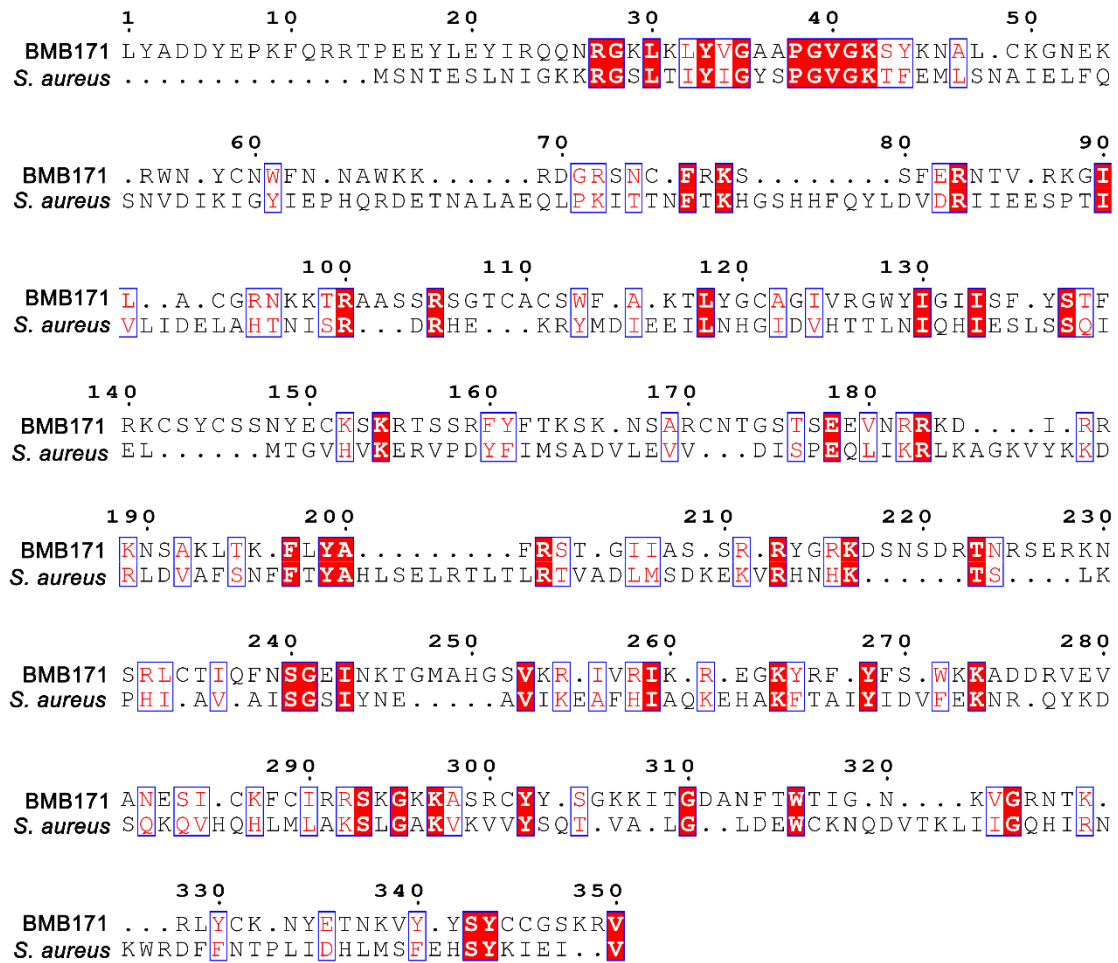 1 10 20 30 40 50
BMB171 LYADDYEPKFQRRTPEEYLEYIRQQNRGKLKLYVGAAPGVGKSYKNAL.CKGNEK
S. aureus ..............MSNTESLNIGKKRGSLTIYIGYSPGVGKTFEMLSNAIELFQ
60 70 80 90
BMB171 .RWN.YCNWFN.NAWKK......RDGRSNC.FRKS........SFERNTV.RKGI
S. aureus SNVDIKIGYIEPHQRDETNALAEQLPKITTNFTKHGSHHFQYLDVDRIIEESPTI
100 110 120 130
BMB171 L..A.CGRNKKTRAASSRSGTCACSWF.A.KTLYGCAGIVRGWYIGIISF.YSTF
S. aureus VLIDELAHTNISR...DRHE...KRYMDIEEILNHGIDVHTTLNIQHIESLSSQI
140 150 160 170 180
BMB171 RKCSYCSSNYECKSKRTSSRFYFTKSK.NSARCNTGSTSEEVNRRKD....I.RR
S. aureus EL......MTGVHVKERVPDYFIMSADVLEVV...DISPEQLIKRLKAGKVYKKD
190 200 210 220 230
BMB171 KNSAKLTK.FLYA..........FRST.GIIAS.SR.RYGRKDSNSDRTNRSERKN
S. aureus RLDVAFSNFFTYAHLSELRTLTLRTVADLMSDKEKVRHNHK......TS....LK
240 250 260 270 280
BMB171 SRLCTIQFNSGEINKTGMAHGSVKR.IVRIK.R.EGKYRF.YFS.WKKADDRVEV
S. aureus PHI.AV.AISGSIYNE.....AVIKEAFHIAQKEHAKFTAIYIDVFEKNR.QYKD
290 300 310 320
BMB171 ANESI.CKFCIRRSKGKKASRCYY.SGKKITGDANFTWTIG.N....KVGRNTK.
S. aureus SQKQVHQHLMLAKSLGAKVKVVYSQT.VA.LG..LDEWCKNQDVTKLIIGQHIRN
330 340 350
BMB171 ...RLYCK.NYETNKVY.YSYCCGSKRV
S. aureus KWRDFFNTPLIDHLMSFEHSYKIEI..V